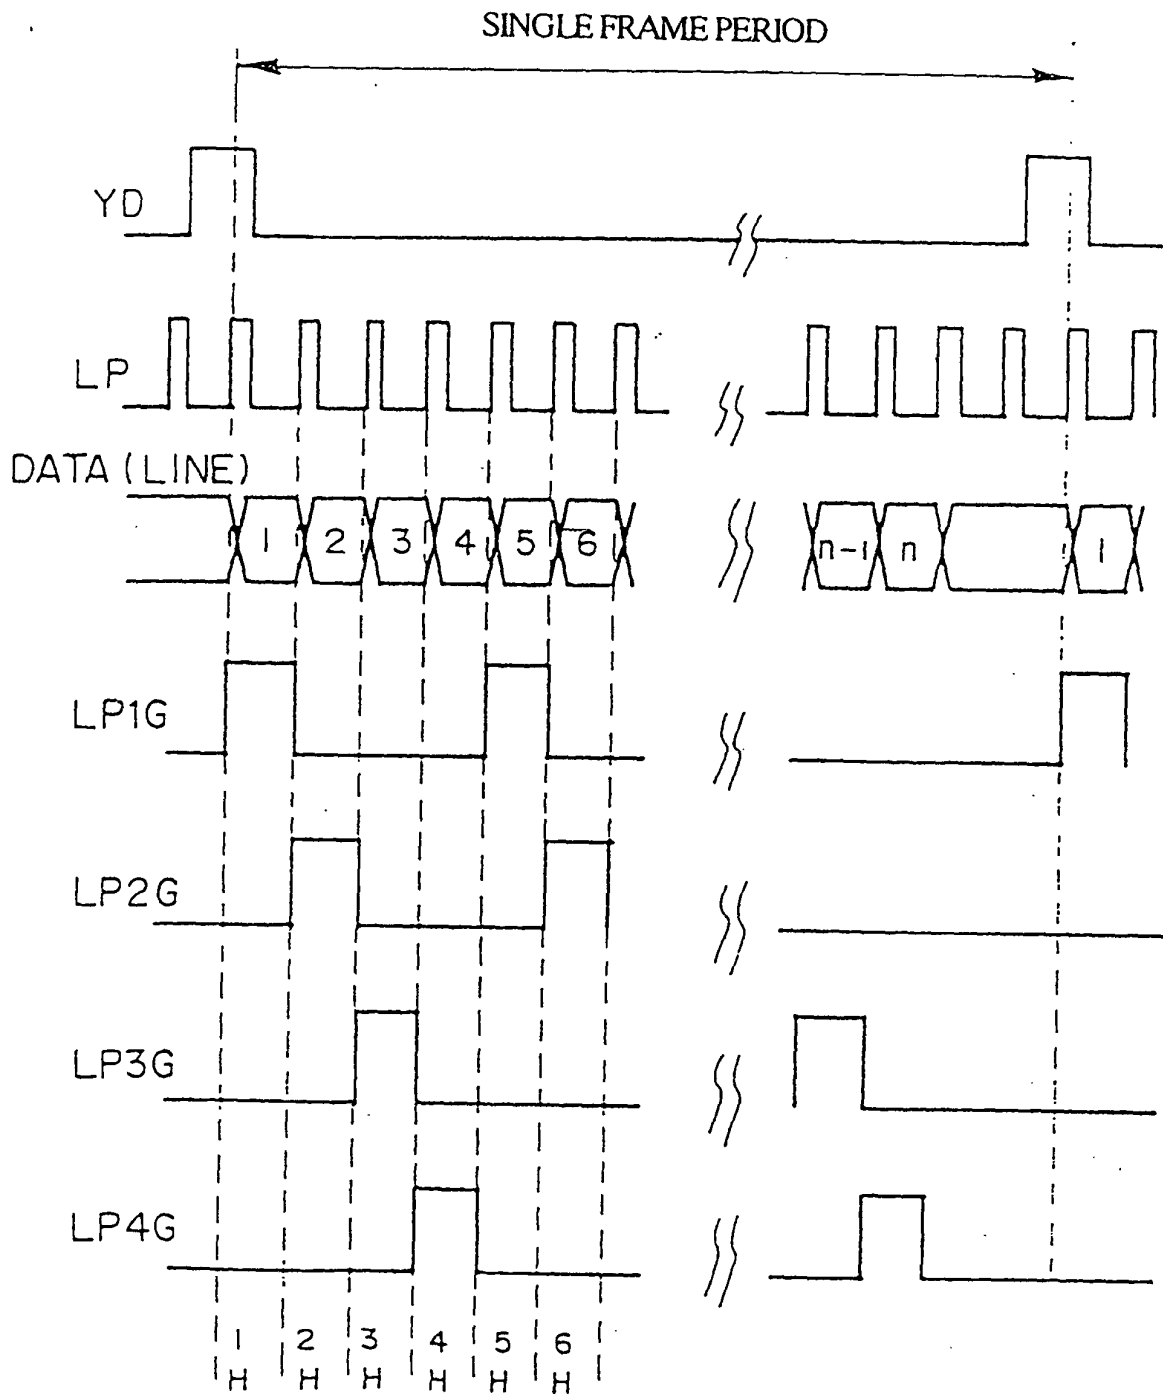 SINGLE FRAME PERIOD
YD
LP
DATA (LINE)
1 2 3 4 5 6 n-1 n 1
LP1G
LP2G
LP3G
LP4G
1 2 3 4 5 6
H H H H H H